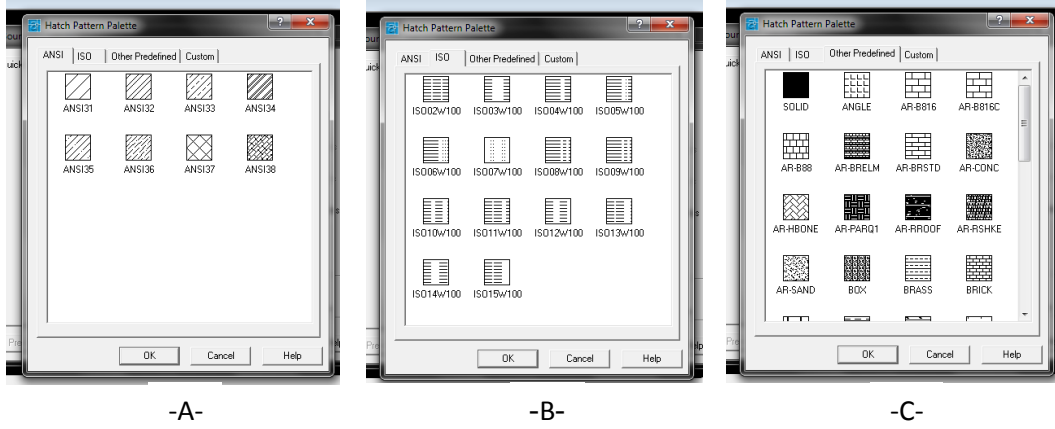 Hatch Pattern Palette
ANSI ISO Other Predefined Custom
ANSI31 ANSI32 ANSI33 ANSI34
ANSI35 ANSI36 ANSI37 ANSI38
OK Cancel Help
-A-
Hatch Pattern Palette
ANSI ISO Other Predefined Custom
ISO02W100 ISO03W100 ISO04W100 ISO05W100
ISO06W100 ISO07W100 ISO08W100 ISO09W100
ISO10W100 ISO11W100 ISO12W100 ISO13W100
ISO14W100 ISO15W100
OK Cancel Help
-B-
Hatch Pattern Palette
ANSI ISO Other Predefined Custom
SOLID ANGLE AR-B816 AR-B816C
AR-B88 AR-BRELM AR-BRSTD AR-CONC
AR-HBONE AR-PARQ1 AR-RROOF AR-RSHKE
AR-SAND BOX BRASS BRICK
OK Cancel Help
-C-